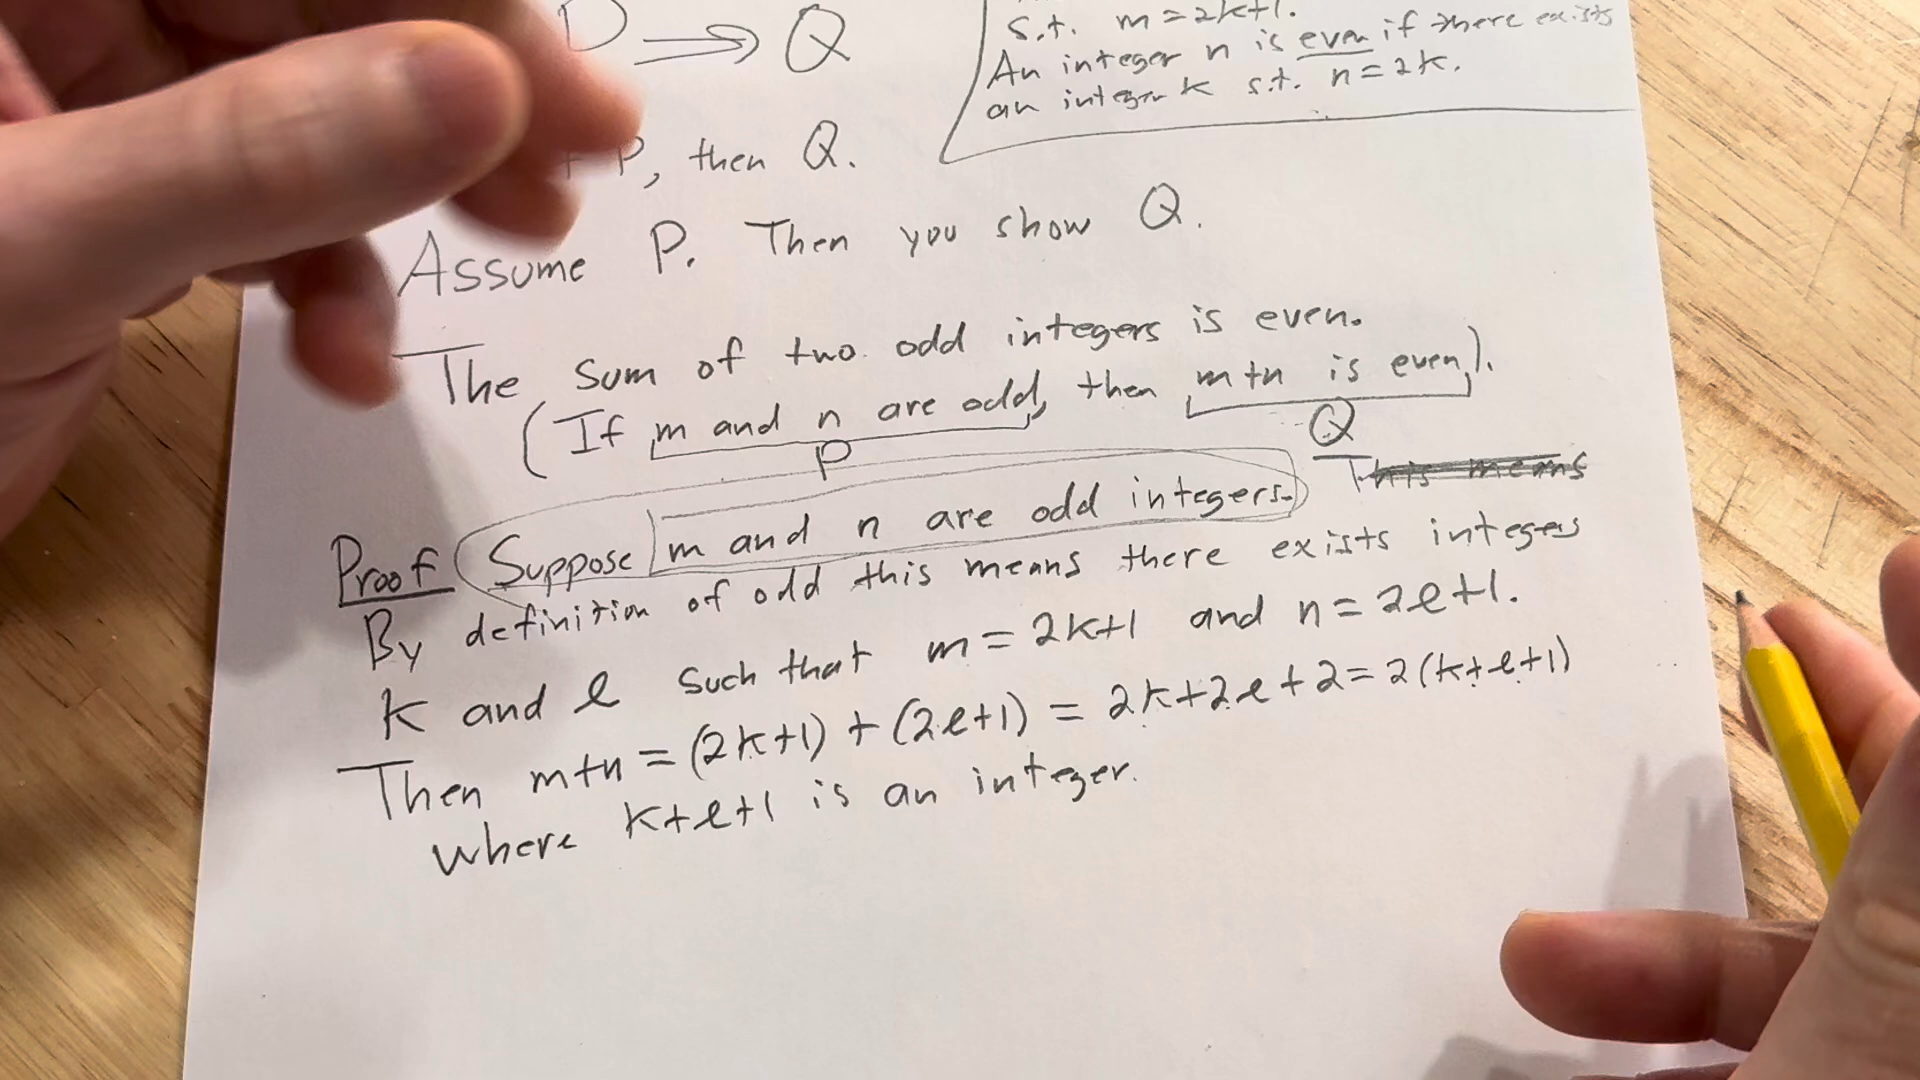 ⟹ Q
s.t. m = 2k+1.
An integer n is even if there exists
an integer k s.t. n = 2k.
P, then Q.
Assume P. Then you show Q.
The sum of two odd integers is even.
(If m and n are odd, then m+n is even).
P Q
Proof Suppose m and n are odd integers. This means
By definition of odd this means there exists integers
k and l such that m = 2k+1 and n = 2l+1.
Then m+n = (2k+1) + (2l+1) = 2k+2l+2 = 2(k+l+1)
where k+l+1 is an integer.